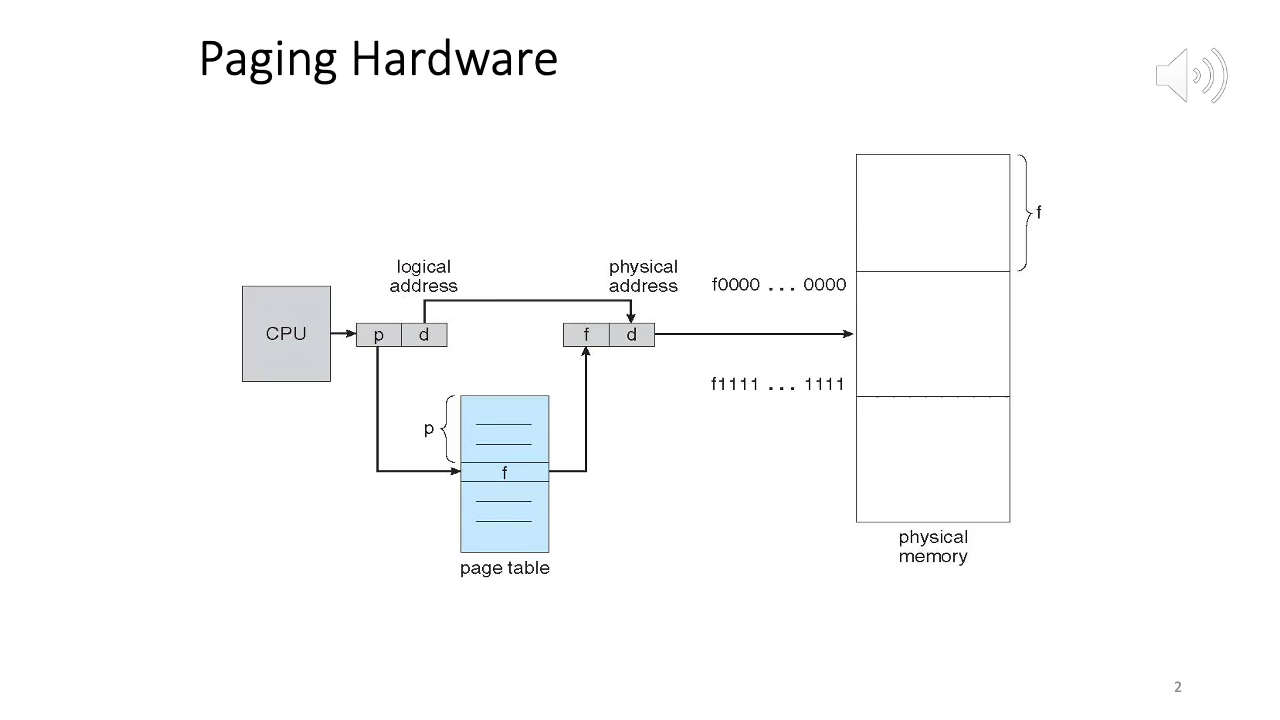 Paging Hardware
f
logical
address
physical
address
f0000 ... 0000
CPU
p
d
f
d
f1111 ... 1111
p
f
page table
physical
memory
2